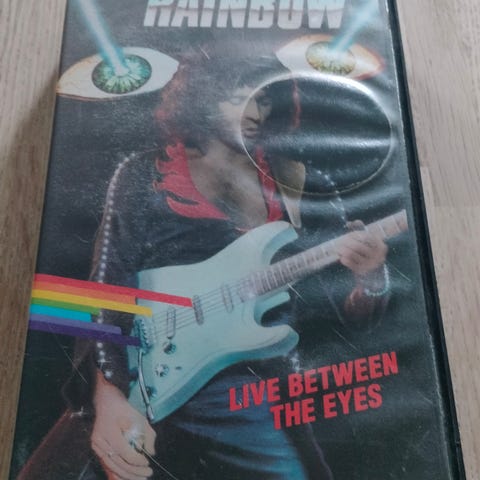 RAINBOW
LIVE BETWEEN
THE EYES